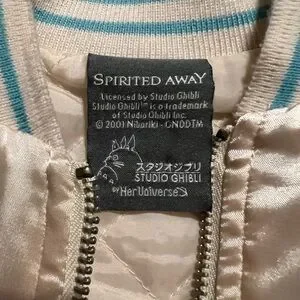 SPIRITED AWAY
Licensed by Studio Ghibli
Studio Ghibli™ is a trademark
of Studio Ghibli Inc.
© 2001 Nibariki - GNDDTM
スタジオジブリ
STUDIO GHIBLI
BY HerUniverse